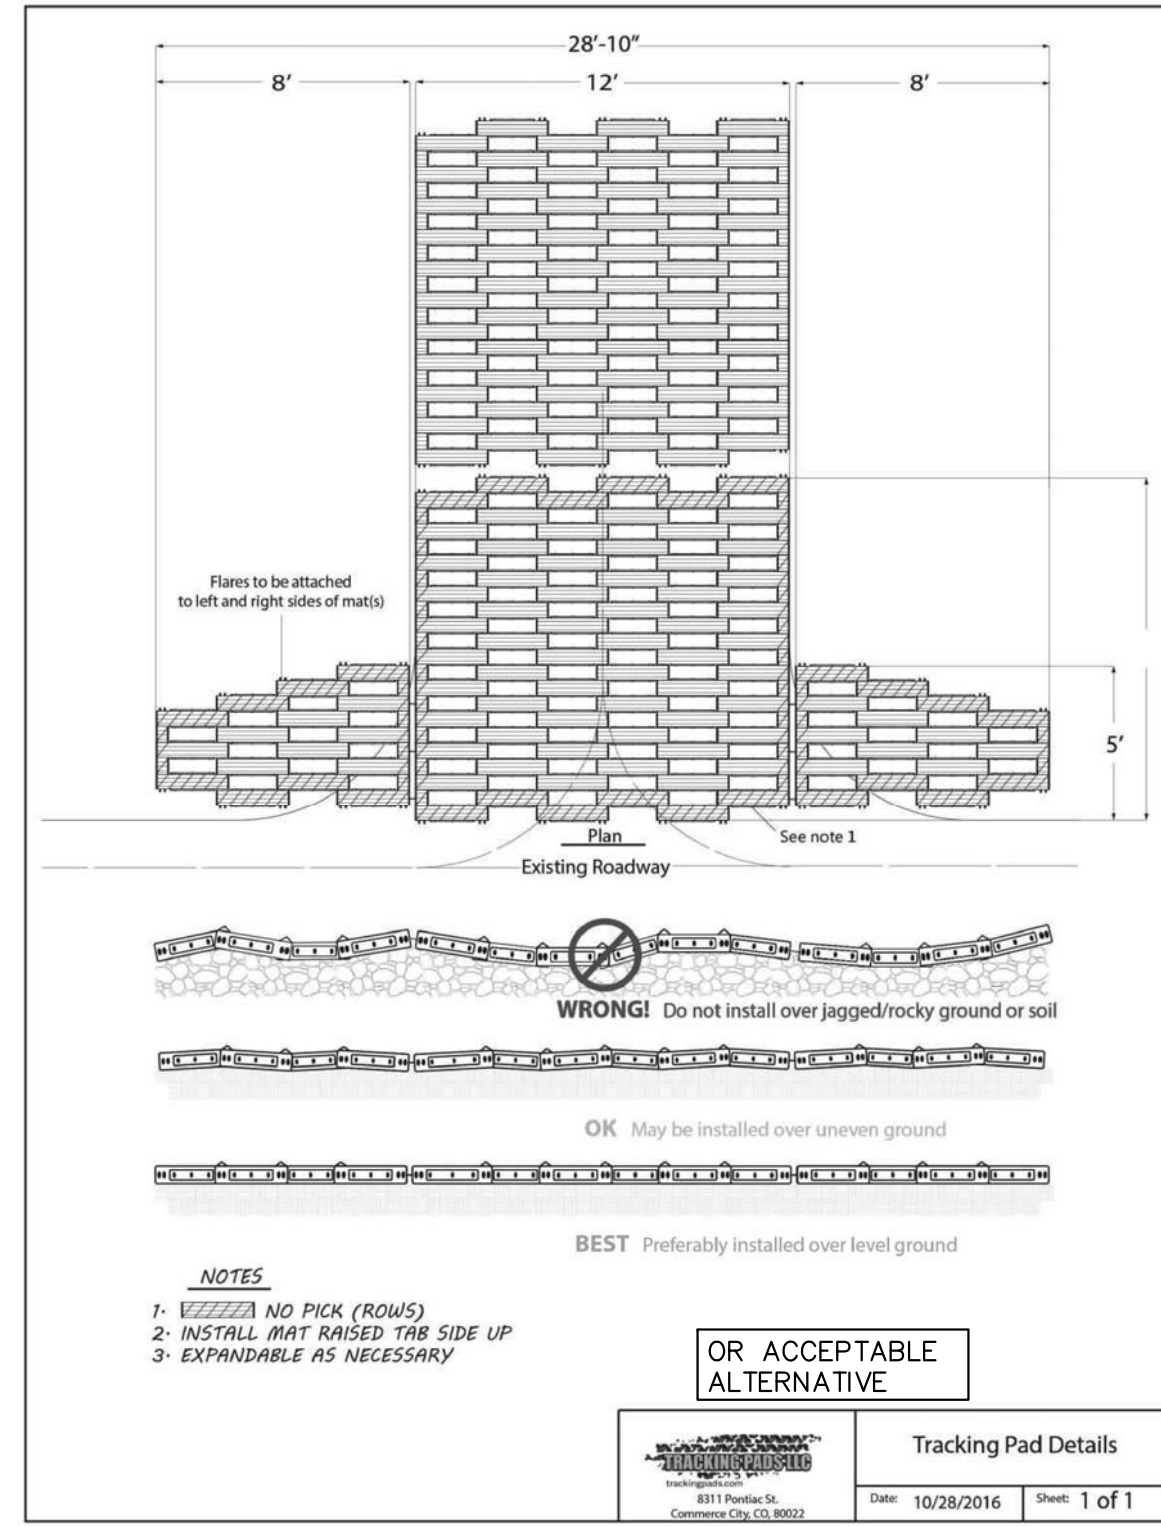 28'-10"
8'
12'
8'
Flares to be attached
to left and right sides of mat(s)
5'
See note 1
Plan
Existing Roadway
WRONG! Do not install over jagged/rocky ground or soil
OK May be installed over uneven ground
BEST Preferably installed over level ground
NOTES
1. NO PICK (ROWS)
2. INSTALL MAT RAISED TAB SIDE UP
3. EXPANDABLE AS NECESSARY
OR ACCEPTABLE
ALTERNATIVE
TRACKING PADS LLC
trackingpads.com
8311 Pontiac St.
Commerce City, CO, 80022
Tracking Pad Details
Date: 10/28/2016
Sheet: 1 of 1